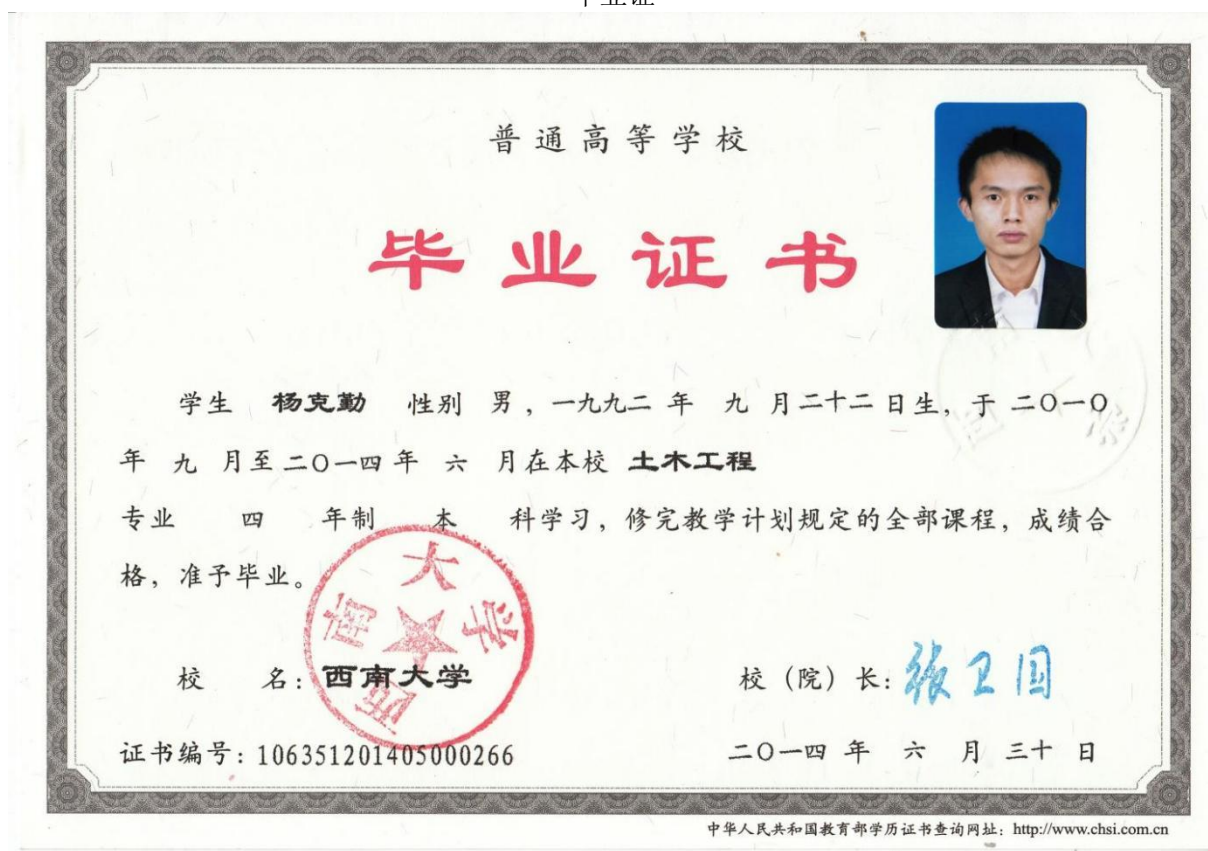 毕业证
普通高等学校
毕业证书
学生 杨克勤 性别 男，一九九二 年 九 月二十二 日生，于 二〇一〇
年 九 月至 二〇一四 年 六 月在本校 土木工程
专业 四 年制 本 科学习，修完教学计划规定的全部课程，成绩合
格，准予毕业。
西南大学
校 名：西南大学
校（院）长：张卫国
证书编号：106351201405000266
二〇一四 年 六 月 三十 日
中华人民共和国教育部学历证书查询网址：http://www.chsi.com.cn